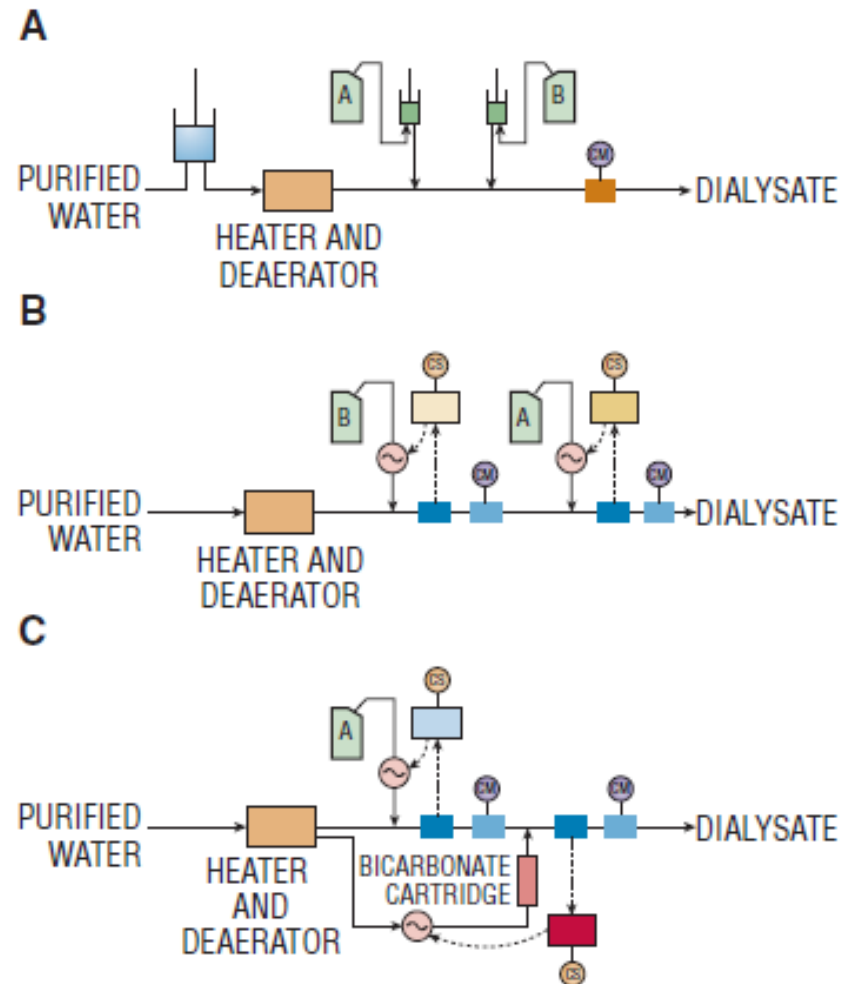 A
A
B
CM
PURIFIED
WATER
DIALYSATE
HEATER AND
DEAERATOR
B
CS
CS
B
A
CM
CM
PURIFIED
WATER
DIALYSATE
HEATER AND
DEAERATOR
C
CS
A
CM
CM
PURIFIED
WATER
DIALYSATE
HEATER
AND
DEAERATOR
BICARBONATE
CARTRIDGE
CS